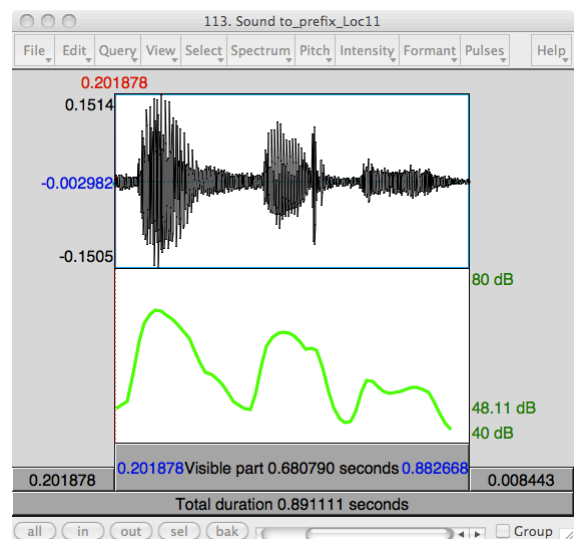 113. Sound to_prefix_Loc11
File Edit Query View Select Spectrum Pitch Intensity Formant Pulses Help
0.201878
0.1514
-0.002982
-0.1505
80 dB
48.11 dB
40 dB
0.201878 Visible part 0.680790 seconds 0.882668
0.201878 0.008443
Total duration 0.891111 seconds
all in out sel bak Group